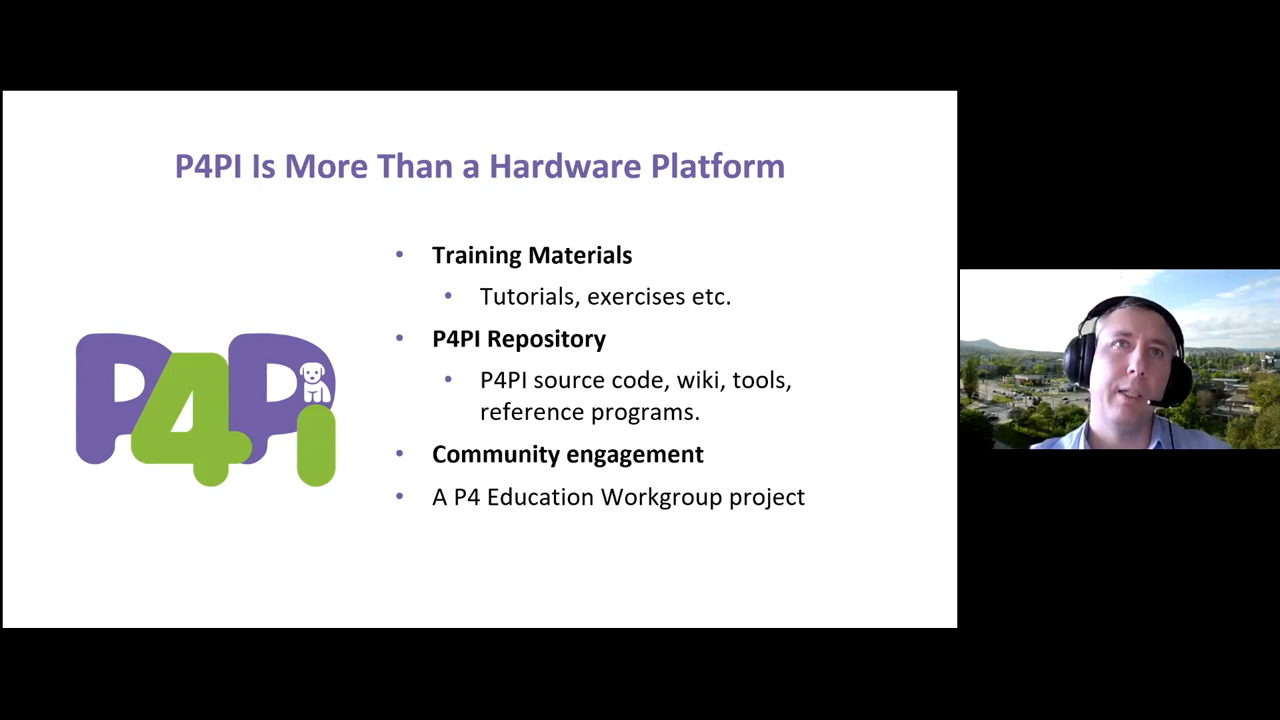 P4PI Is More Than a Hardware Platform
• Training Materials
• Tutorials, exercises etc.
• P4PI Repository
• P4PI source code, wiki, tools,
reference programs.
• Community engagement
• A P4 Education Workgroup project
P4Pi